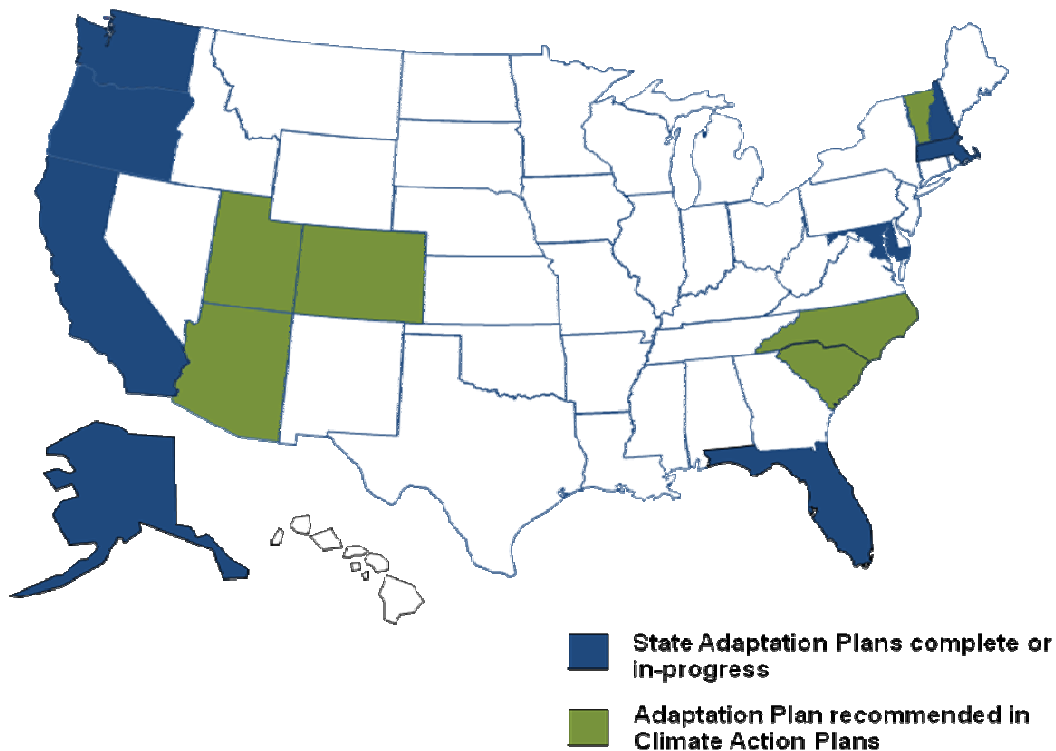 State Adaptation Plans complete or
in-progress
Adaptation Plan recommended in
Climate Action Plans